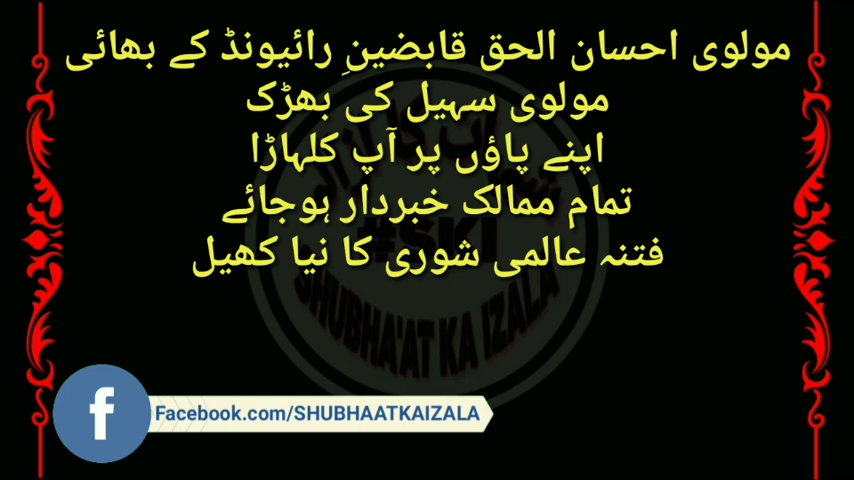 مولوی احسان الحق قابضینِ رائیونڈ کے بھائی
مولوی سہیل کی بھڑک
اپنے پاؤں پر آپ کلہاڑا
تمام ممالک خبردار ہوجائے
فتنہ عالمی شوری کا نیا کھیل
#SKI
SHUBHA'AT KA IZALA
f
Facebook.com/SHUBHAATKAIZALA